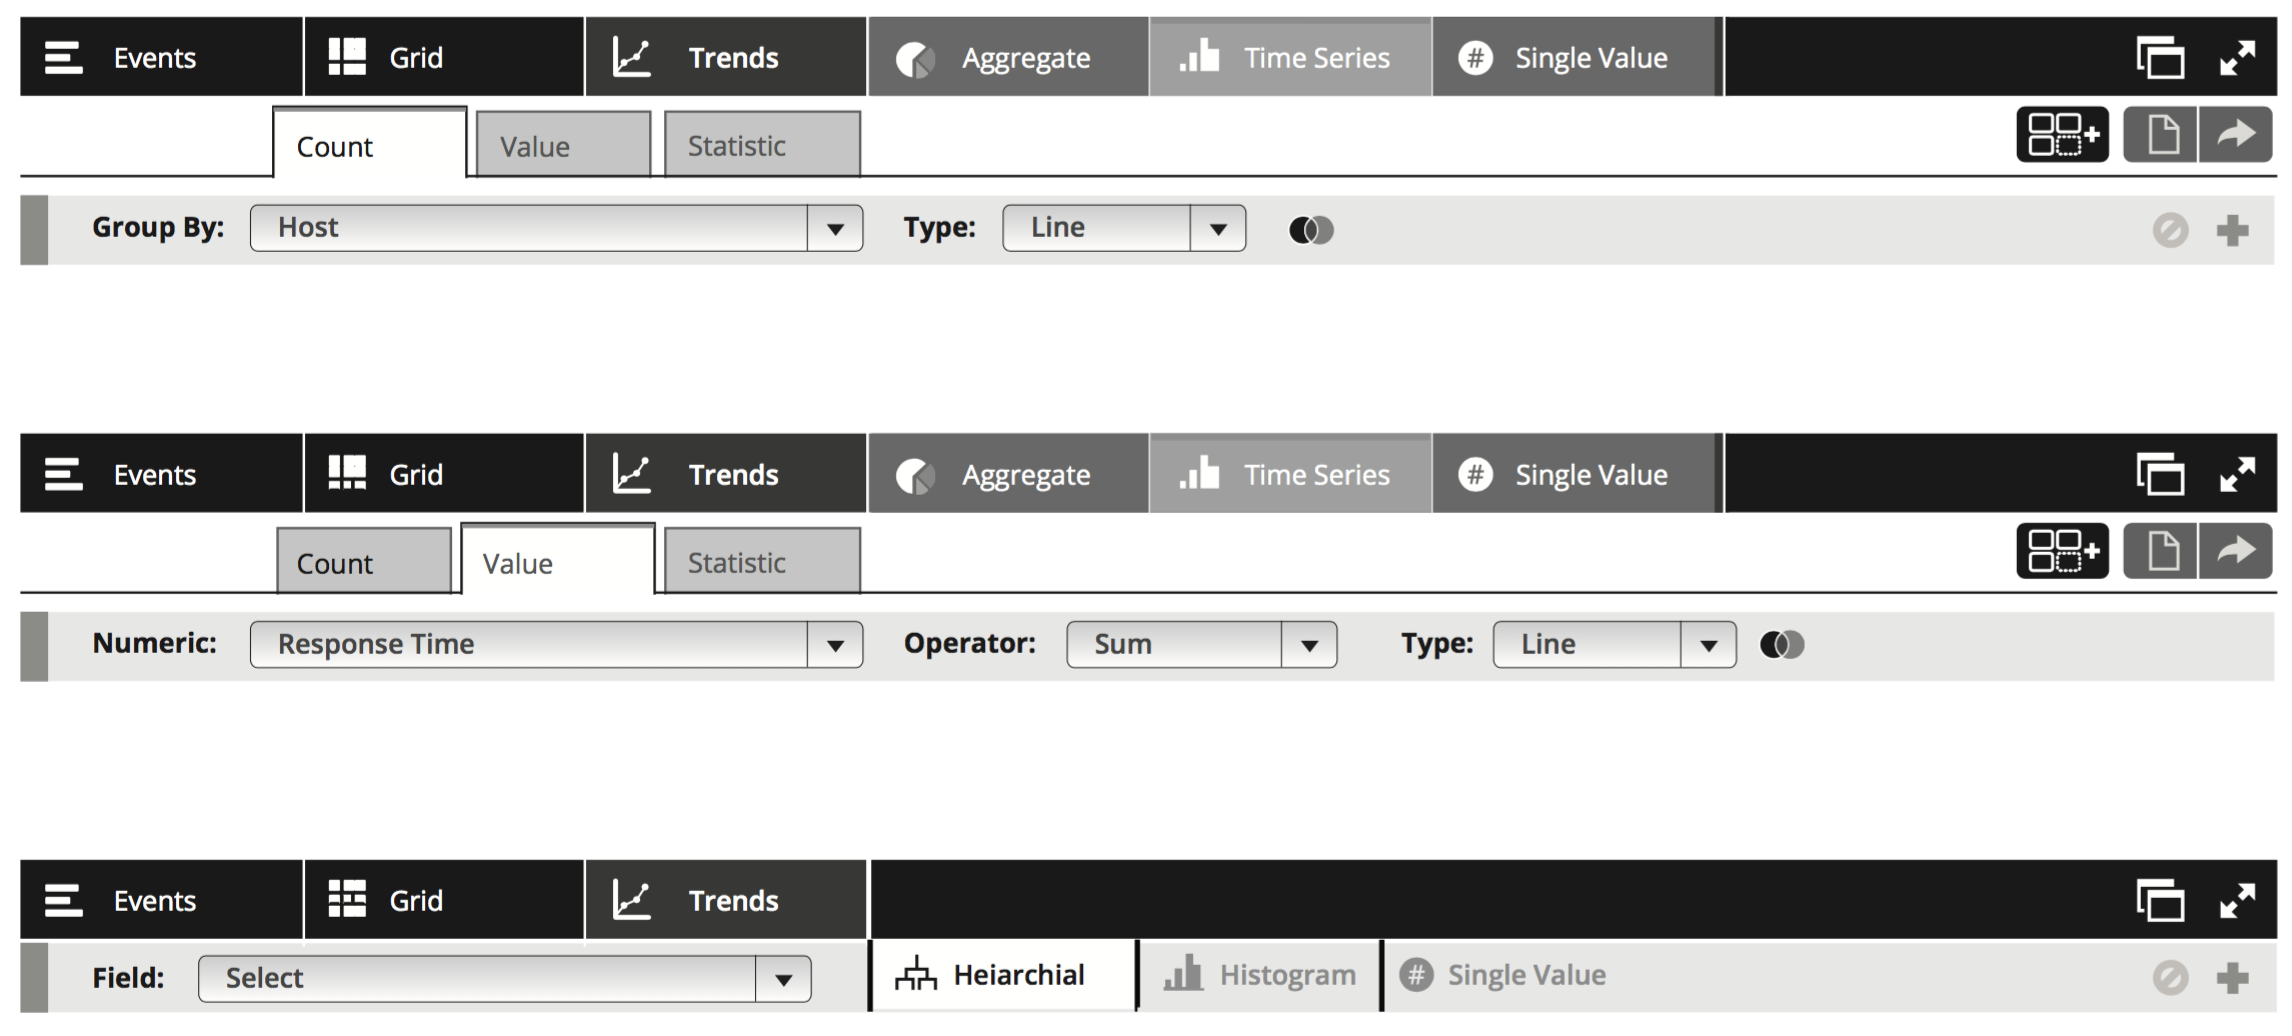 Events Grid Trends Aggregate Time Series # Single Value
Count Value Statistic
Group By: Host Type: Line
Events Grid Trends Aggregate Time Series # Single Value
Count Value Statistic
Numeric: Response Time Operator: Sum Type: Line
Events Grid Trends
Field: Select Heiarchial Histogram # Single Value